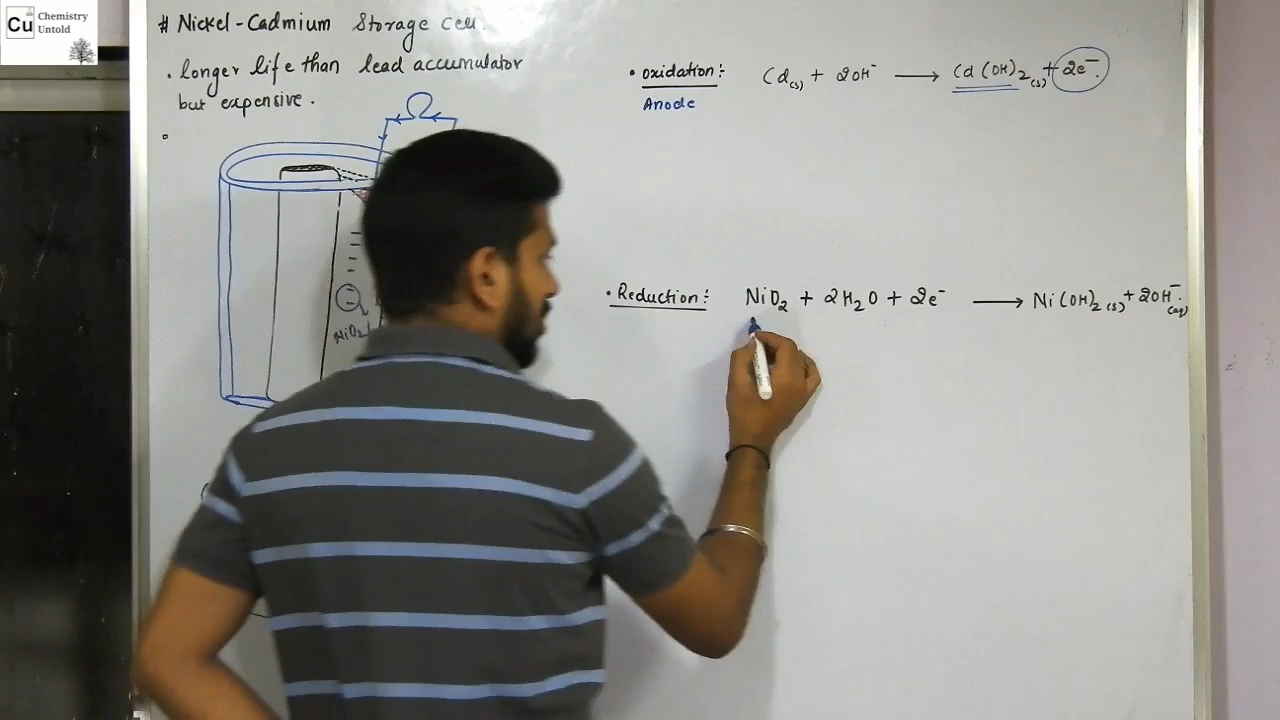 Cu Chemistry
Untold
# Nickel-Cadmium Storage cell.
. longer life than lead accumulator
but expensive.
• oxidation:- Cd(s) + 2OH⁻ ⟶ Cd(OH)₂(s) + 2e⁻.
Anode
• Reduction:- NiO₂ + 2H₂O + 2e⁻ ⟶ Ni(OH)₂(s) + 2OH⁻(aq).
NiO₂